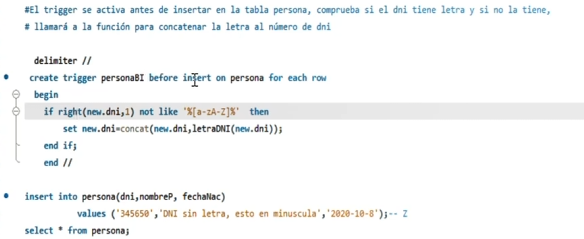 #El trigger se activa antes de insertar en la tabla persona, comprueba si el dni tiene letra y si no la tiene,
# llamará a la función para concatenar la letra al número de dni
delimiter //
create trigger personaBI before insert on persona for each row
begin
if right(new.dni,1) not like '%[a-zA-Z]%' then
set new.dni=concat(new.dni,letraDNI(new.dni));
end if;
end //
insert into persona(dni,nombreP, fechaNac)
values ('345650','DNI sin letra, esto en minuscula','2020-10-8');-- Z
select * from persona;